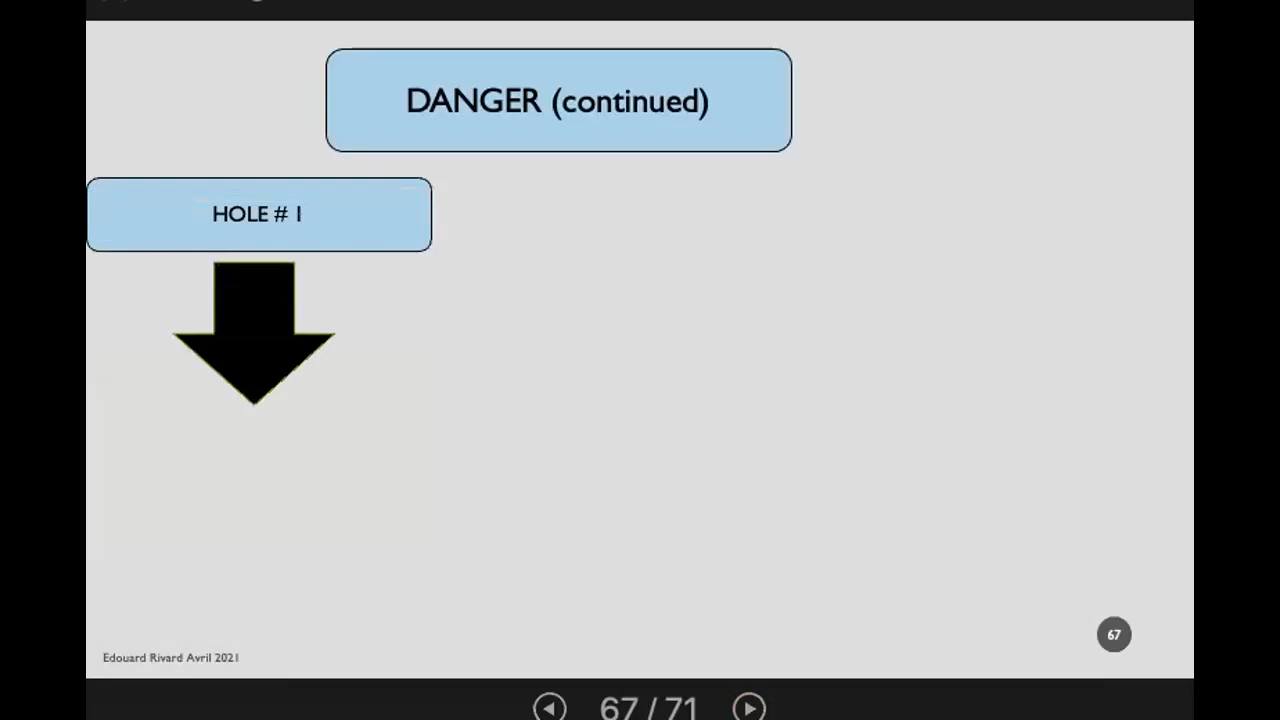 DANGER (continued)
HOLE # 1
67
Edouard Rivard Avril 2021
67 / 71